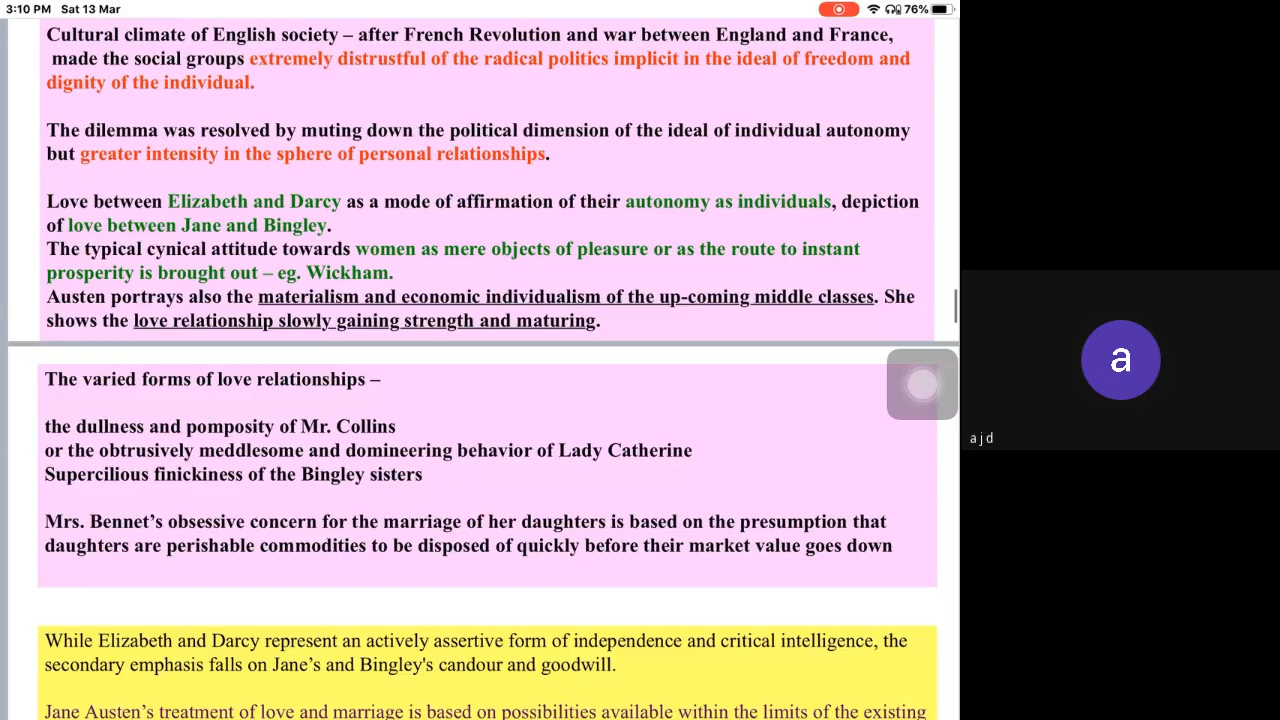 3:10 PM Sat 13 Mar
76%
Cultural climate of English society – after French Revolution and war between England and France,
made the social groups extremely distrustful of the radical politics implicit in the ideal of freedom and
dignity of the individual.
The dilemma was resolved by muting down the political dimension of the ideal of individual autonomy
but greater intensity in the sphere of personal relationships.
Love between Elizabeth and Darcy as a mode of affirmation of their autonomy as individuals, depiction
of love between Jane and Bingley.
The typical cynical attitude towards women as mere objects of pleasure or as the route to instant
prosperity is brought out – eg. Wickham.
Austen portrays also the materialism and economic individualism of the up-coming middle classes. She
shows the love relationship slowly gaining strength and maturing.
The varied forms of love relationships –
the dullness and pomposity of Mr. Collins
or the obtrusively meddlesome and domineering behavior of Lady Catherine
Supercilious finickiness of the Bingley sisters
Mrs. Bennet’s obsessive concern for the marriage of her daughters is based on the presumption that
daughters are perishable commodities to be disposed of quickly before their market value goes down
While Elizabeth and Darcy represent an actively assertive form of independence and critical intelligence, the
secondary emphasis falls on Jane’s and Bingley's candour and goodwill.
Jane Austen’s treatment of love and marriage is based on possibilities available within the limits of the existing
a
a j d